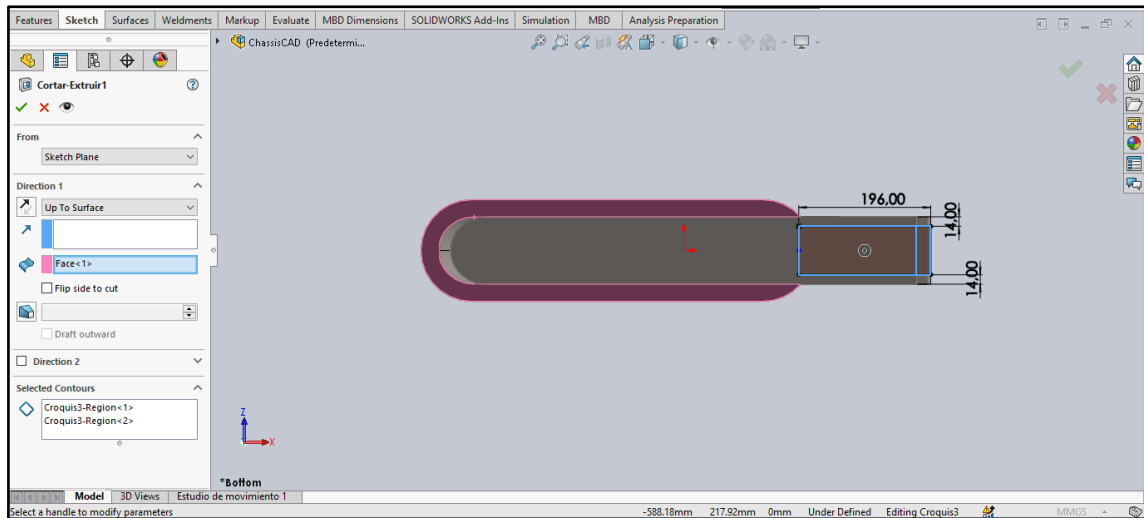 Features Sketch Surfaces Weldments Markup Evaluate MBD Dimensions SOLIDWORKS Add-Ins Simulation MBD Analysis Preparation
ChassisCAD (Predetermi...
Cortar-Extruir1
From
Sketch Plane
Direction 1
Up To Surface
Face<1>
Flip side to cut
Draft outward
Direction 2
Selected Contours
Croquis3-Region<1>
Croquis3-Region<2>
196,00
14,00
14,00
Z
X
*Bottom
Model 3D Views Estudio de movimiento 1
Select a handle to modify parameters -588.18mm 217.92mm 0mm Under Defined Editing Croquis3 MMGS